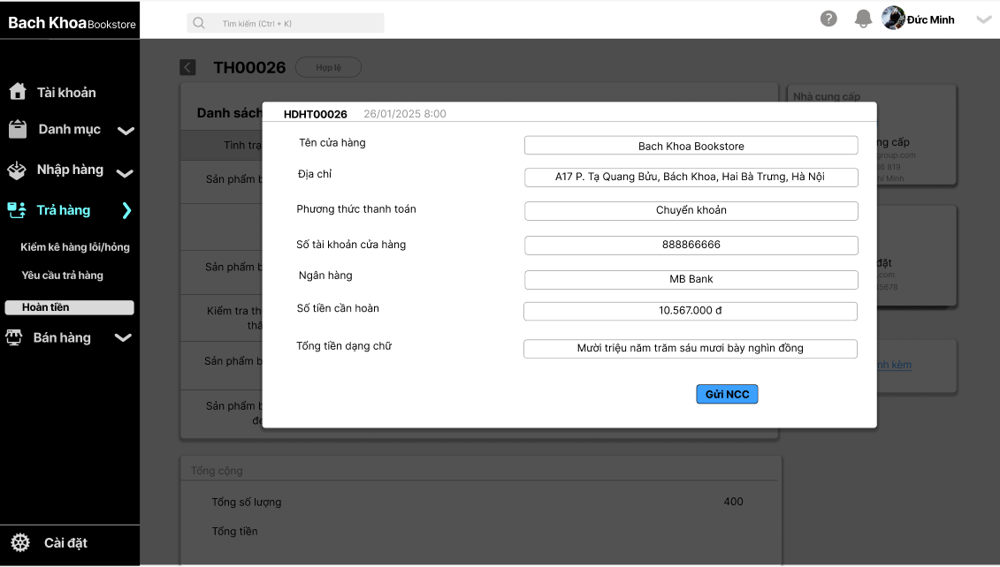 Bach Khoa Bookstore
Tìm kiếm (Ctrl + K)
?
Đức Minh
Tài khoản
Danh mục
Nhập hàng
Trả hàng
Kiểm kê hàng lỗi/hỏng
Yêu cầu trả hàng
Hoàn tiền
Bán hàng
Cài đặt
TH00026
Hợp lệ
Danh sách
Tình trạ
Sản phẩm b
Sản phẩm b
Kiểm tra th
thấ
Sản phẩm b
Sản phẩm b
đe
HDHT00026 26/01/2025 8:00
Tên cửa hàng Bach Khoa Bookstore
Địa chỉ A17 P. Tạ Quang Bửu, Bách Khoa, Hai Bà Trưng, Hà Nội
Phương thức thanh toán Chuyển khoản
Số tài khoản cửa hàng 888866666
Ngân hàng MB Bank
Số tiền cần hoàn 10.567.000 đ
Tổng tiền dạng chữ Mười triệu năm trăm sáu mươi bày nghìn đồng
Gửi NCC
Nhà cung cấp
ng cấp
group.com
819
hí Minh
đặt
.com
5678
nh kèm
Tổng cộng
Tổng số lượng 400
Tổng tiền